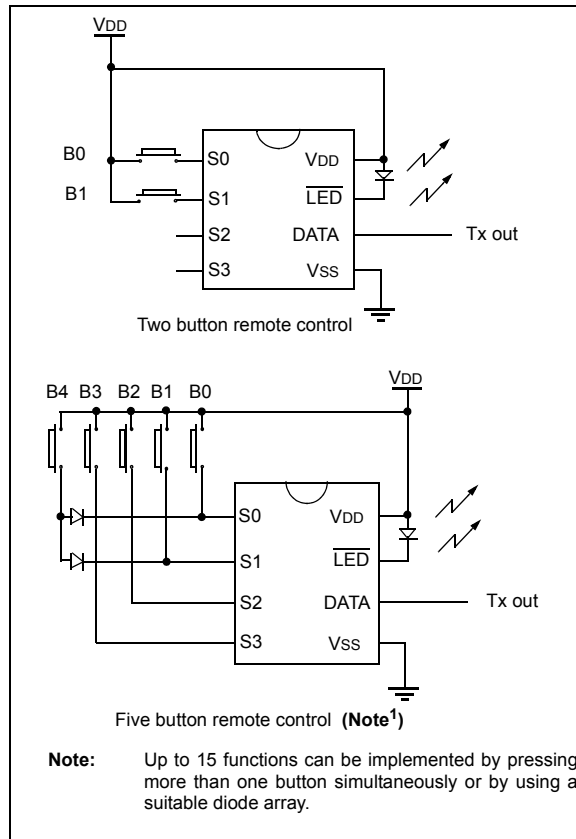 VDD
B0
B1
S0
S1
S2
S3
VDD
LED
DATA
VSS
Tx out
Two button remote control
B4 B3 B2 B1 B0
VDD
S0
S1
S2
S3
VDD
LED
DATA
VSS
Tx out
Five button remote control (Note1)
Note: Up to 15 functions can be implemented by pressing
more than one button simultaneously or by using a
suitable diode array.